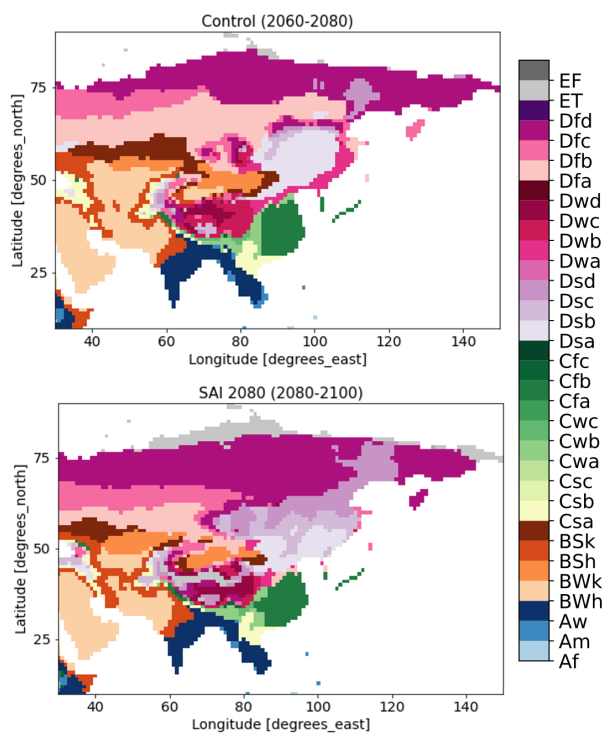 Control (2060-2080)
75
50
25
Latitude [degrees_north]
40
60
80
100
120
140
Longitude [degrees_east]
SAI 2080 (2080-2100)
75
50
25
Latitude [degrees_north]
40
60
80
100
120
140
Longitude [degrees_east]
EF
ET
Dfd
Dfc
Dfb
Dfa
Dwd
Dwc
Dwb
Dwa
Dsd
Dsc
Dsb
Dsa
Cfc
Cfb
Cfa
Cwc
Cwb
Cwa
Csc
Csb
Csa
BSk
BSh
BWk
BWh
Aw
Am
Af